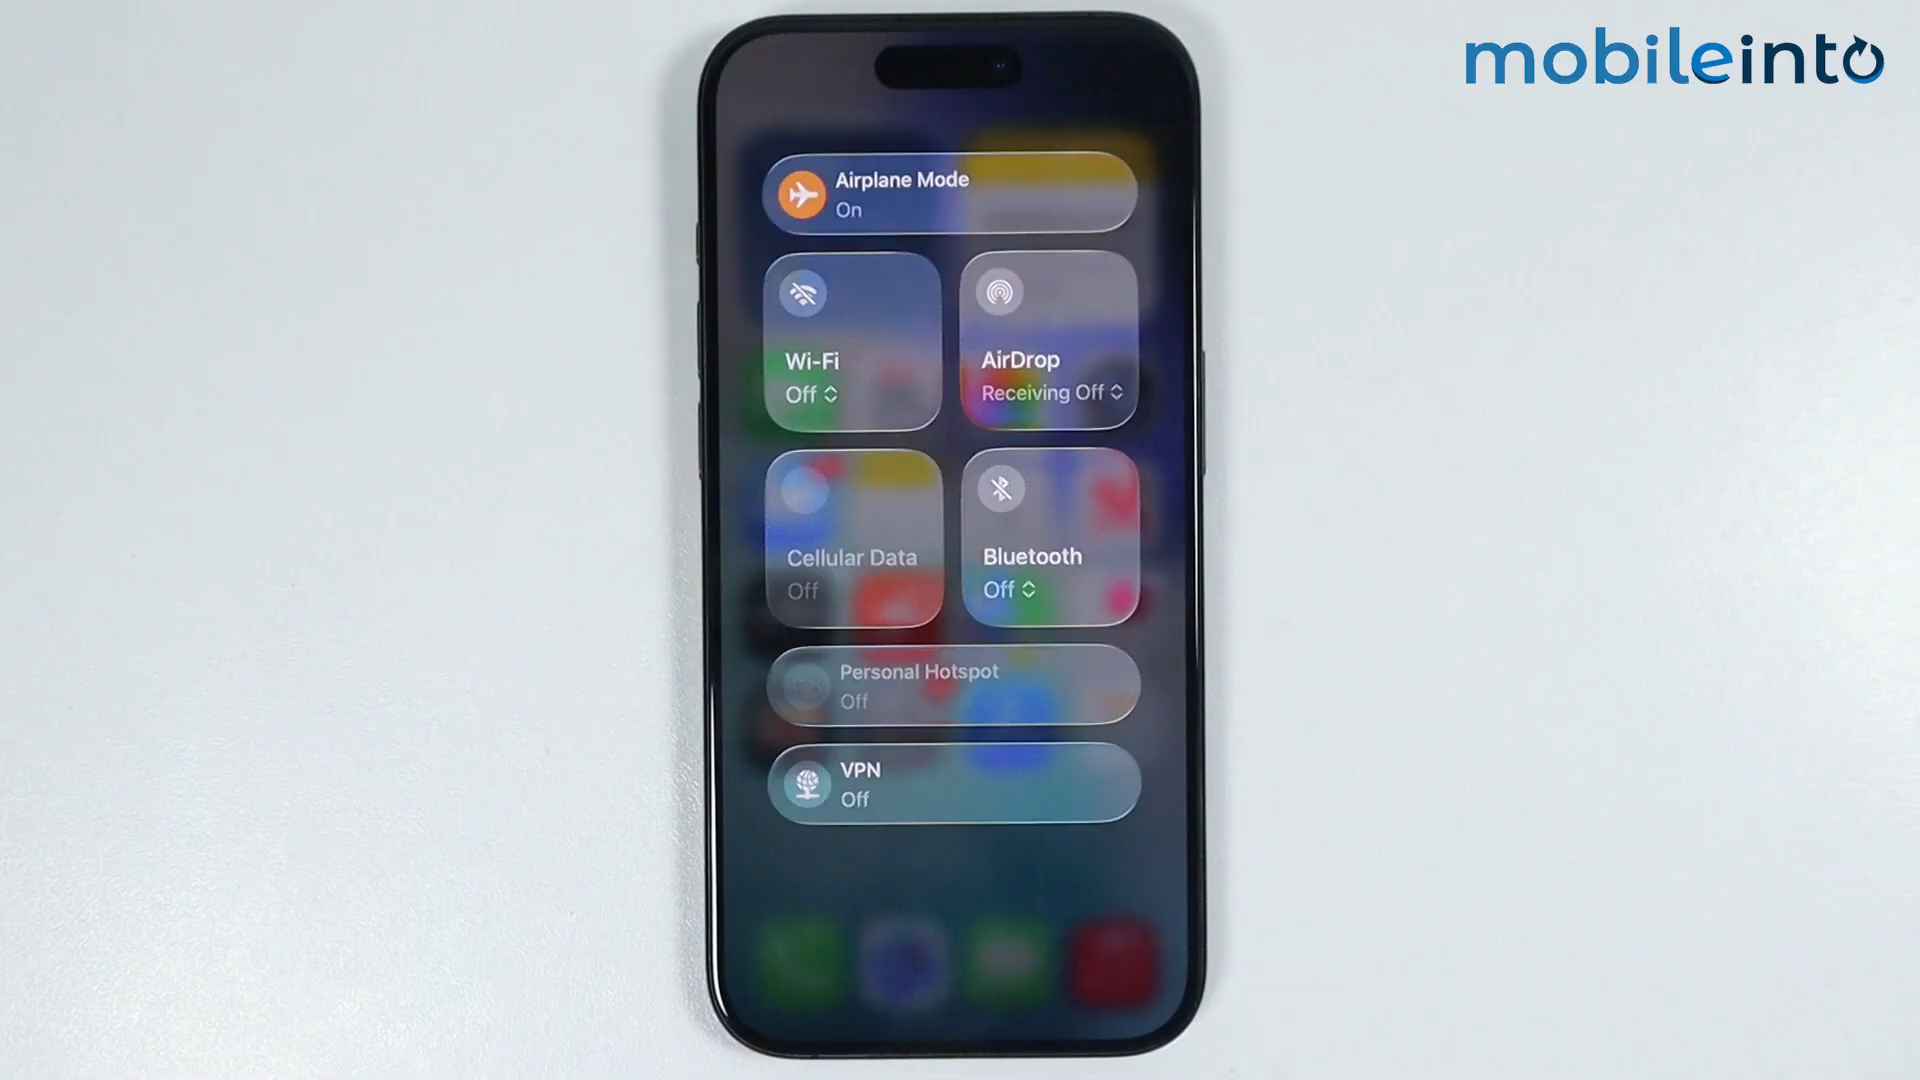 mobileinto
Airplane Mode
On
Wi-Fi
Off
AirDrop
Receiving Off
Cellular Data
Off
Bluetooth
Off
Personal Hotspot
Off
VPN
Off